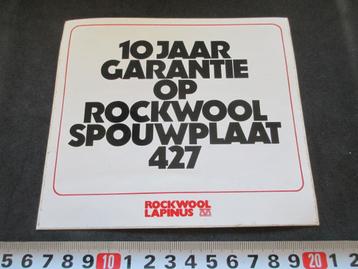 10 JAAR
GARANTIE
OP
ROCKWOOL
SPOUWPLAAT
427
ROCKWOOL
LAPINUS
5 6 7 8 9 10 1 2 3 4 5 6 7 8 9 20 1 2